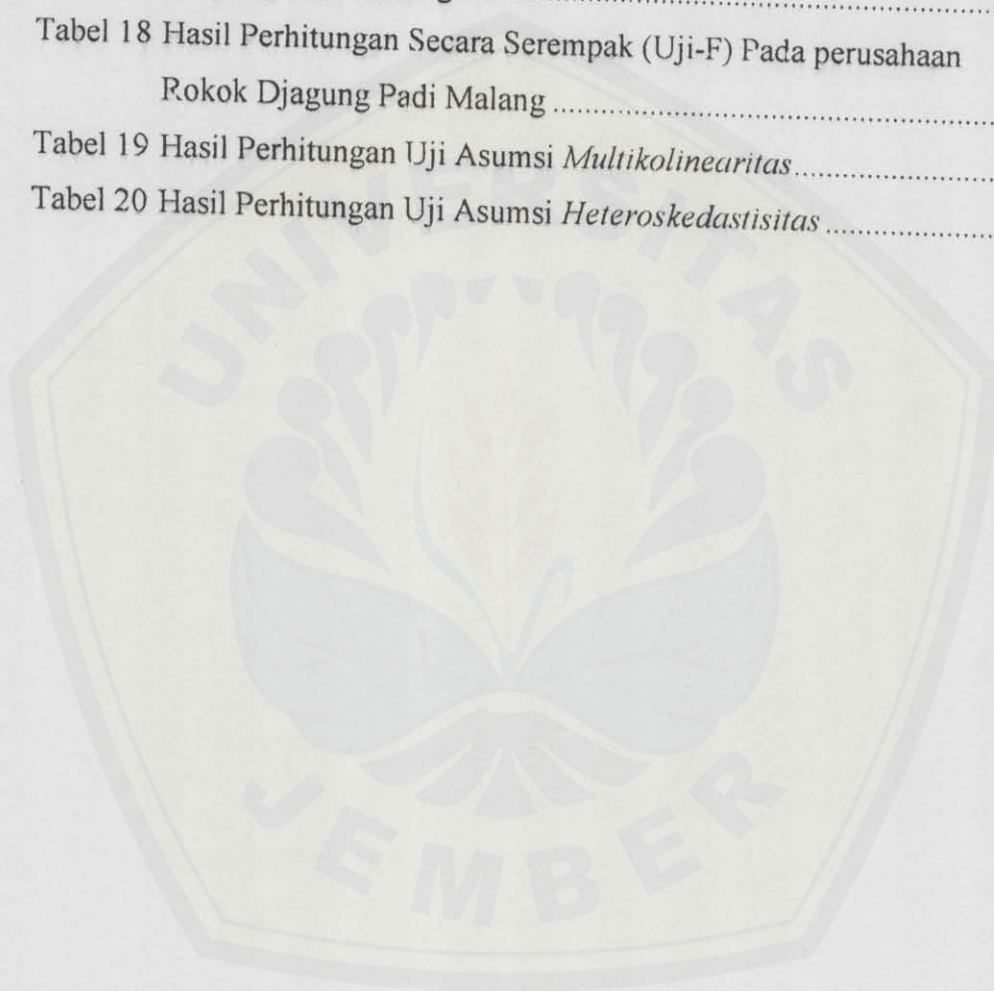 Tabel 18 Hasil Perhitungan Secara Serempak (Uji-F) Pada perusahaan
Rokok Djagung Padi Malang ........................................................
Tabel 19 Hasil Perhitungan Uji Asumsi Multikolinearitas ........................
Tabel 20 Hasil Perhitungan Uji Asumsi Heteroskedastisitas ....................
UNIVERSITAS
JEMBER